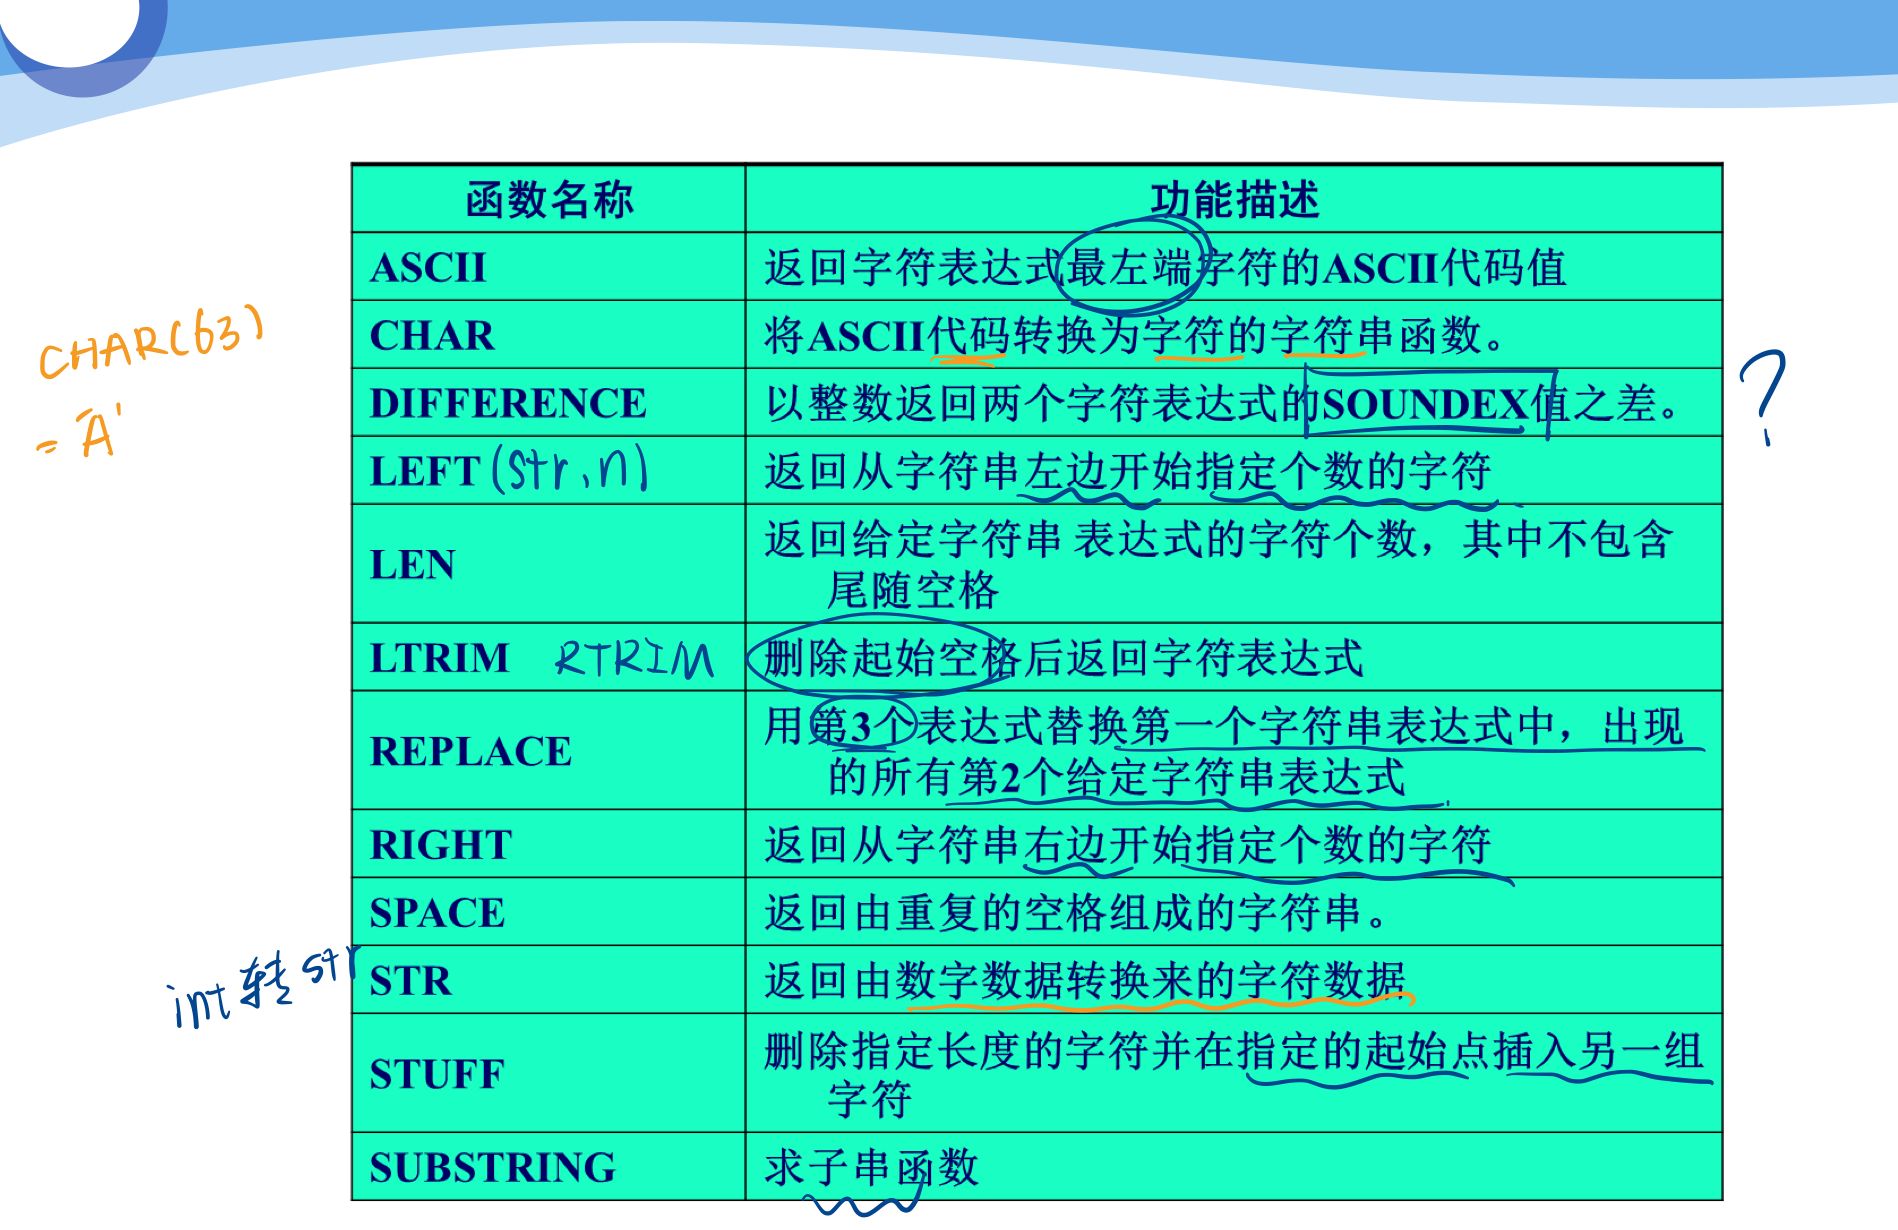 函数名称 功能描述
ASCII 返回字符表达式最左端字符的ASCII代码值
CHAR(63)
= 'A'
CHAR 将ASCII代码转换为字符的字符串函数。
DIFFERENCE 以整数返回两个字符表达式的SOUNDEX值之差。 ?
LEFT (str,n) 返回从字符串左边开始指定个数的字符
LEN 返回给定字符串 表达式的字符个数，其中不包含
尾随空格
LTRIM RTRIM 删除起始空格后返回字符表达式
REPLACE 用第3个表达式替换第一个字符串表达式中，出现
的所有第2个给定字符串表达式
RIGHT 返回从字符串右边开始指定个数的字符
SPACE 返回由重复的空格组成的字符串。
int转str
STR 返回由数字数据转换来的字符数据
STUFF 删除指定长度的字符并在指定的起始点插入另一组
字符
SUBSTRING 求子串函数